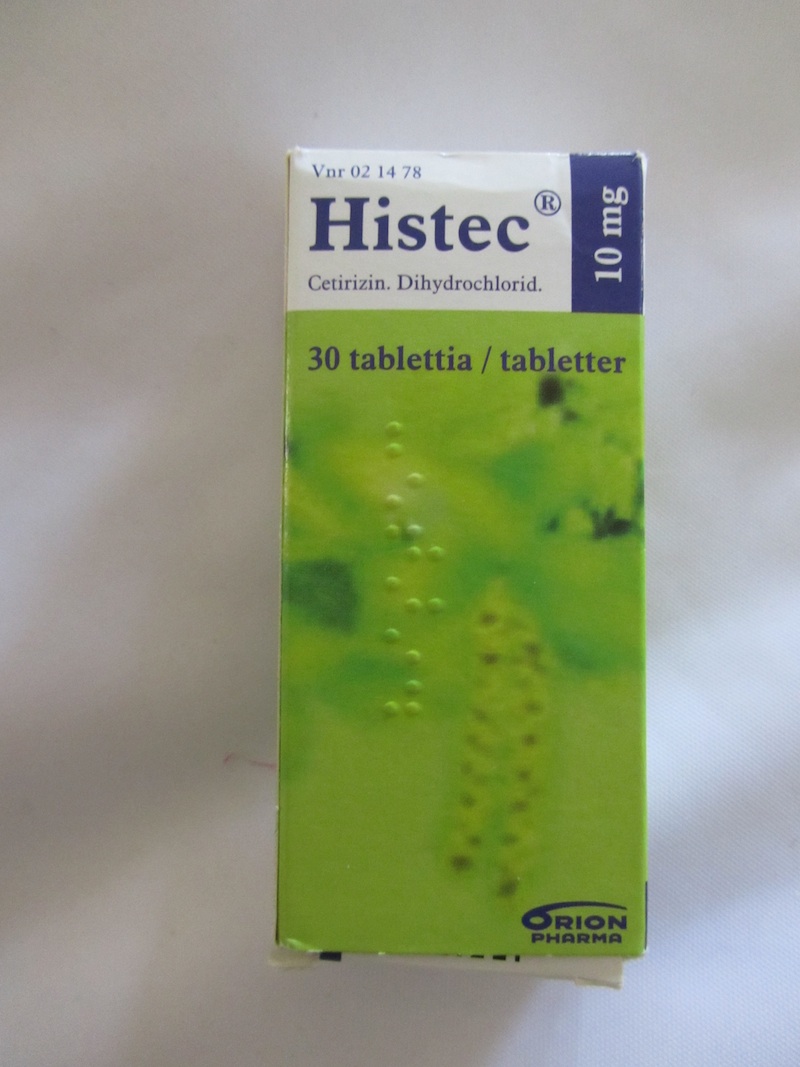 Vnr 02 14 78
Histec®
10 mg
Cetirizin. Dihydrochlorid.
30 tablettia / tabletter
ORION
PHARMA